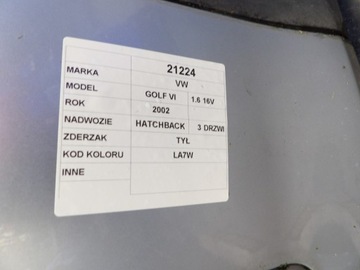 21224
MARKA VW
MODEL GOLF VI 1.6 16V
ROK 2002
NADWOZIE HATCHBACK 3 DRZWI
ZDERZAK TYŁ
KOD KOLORU LA7W
INNE